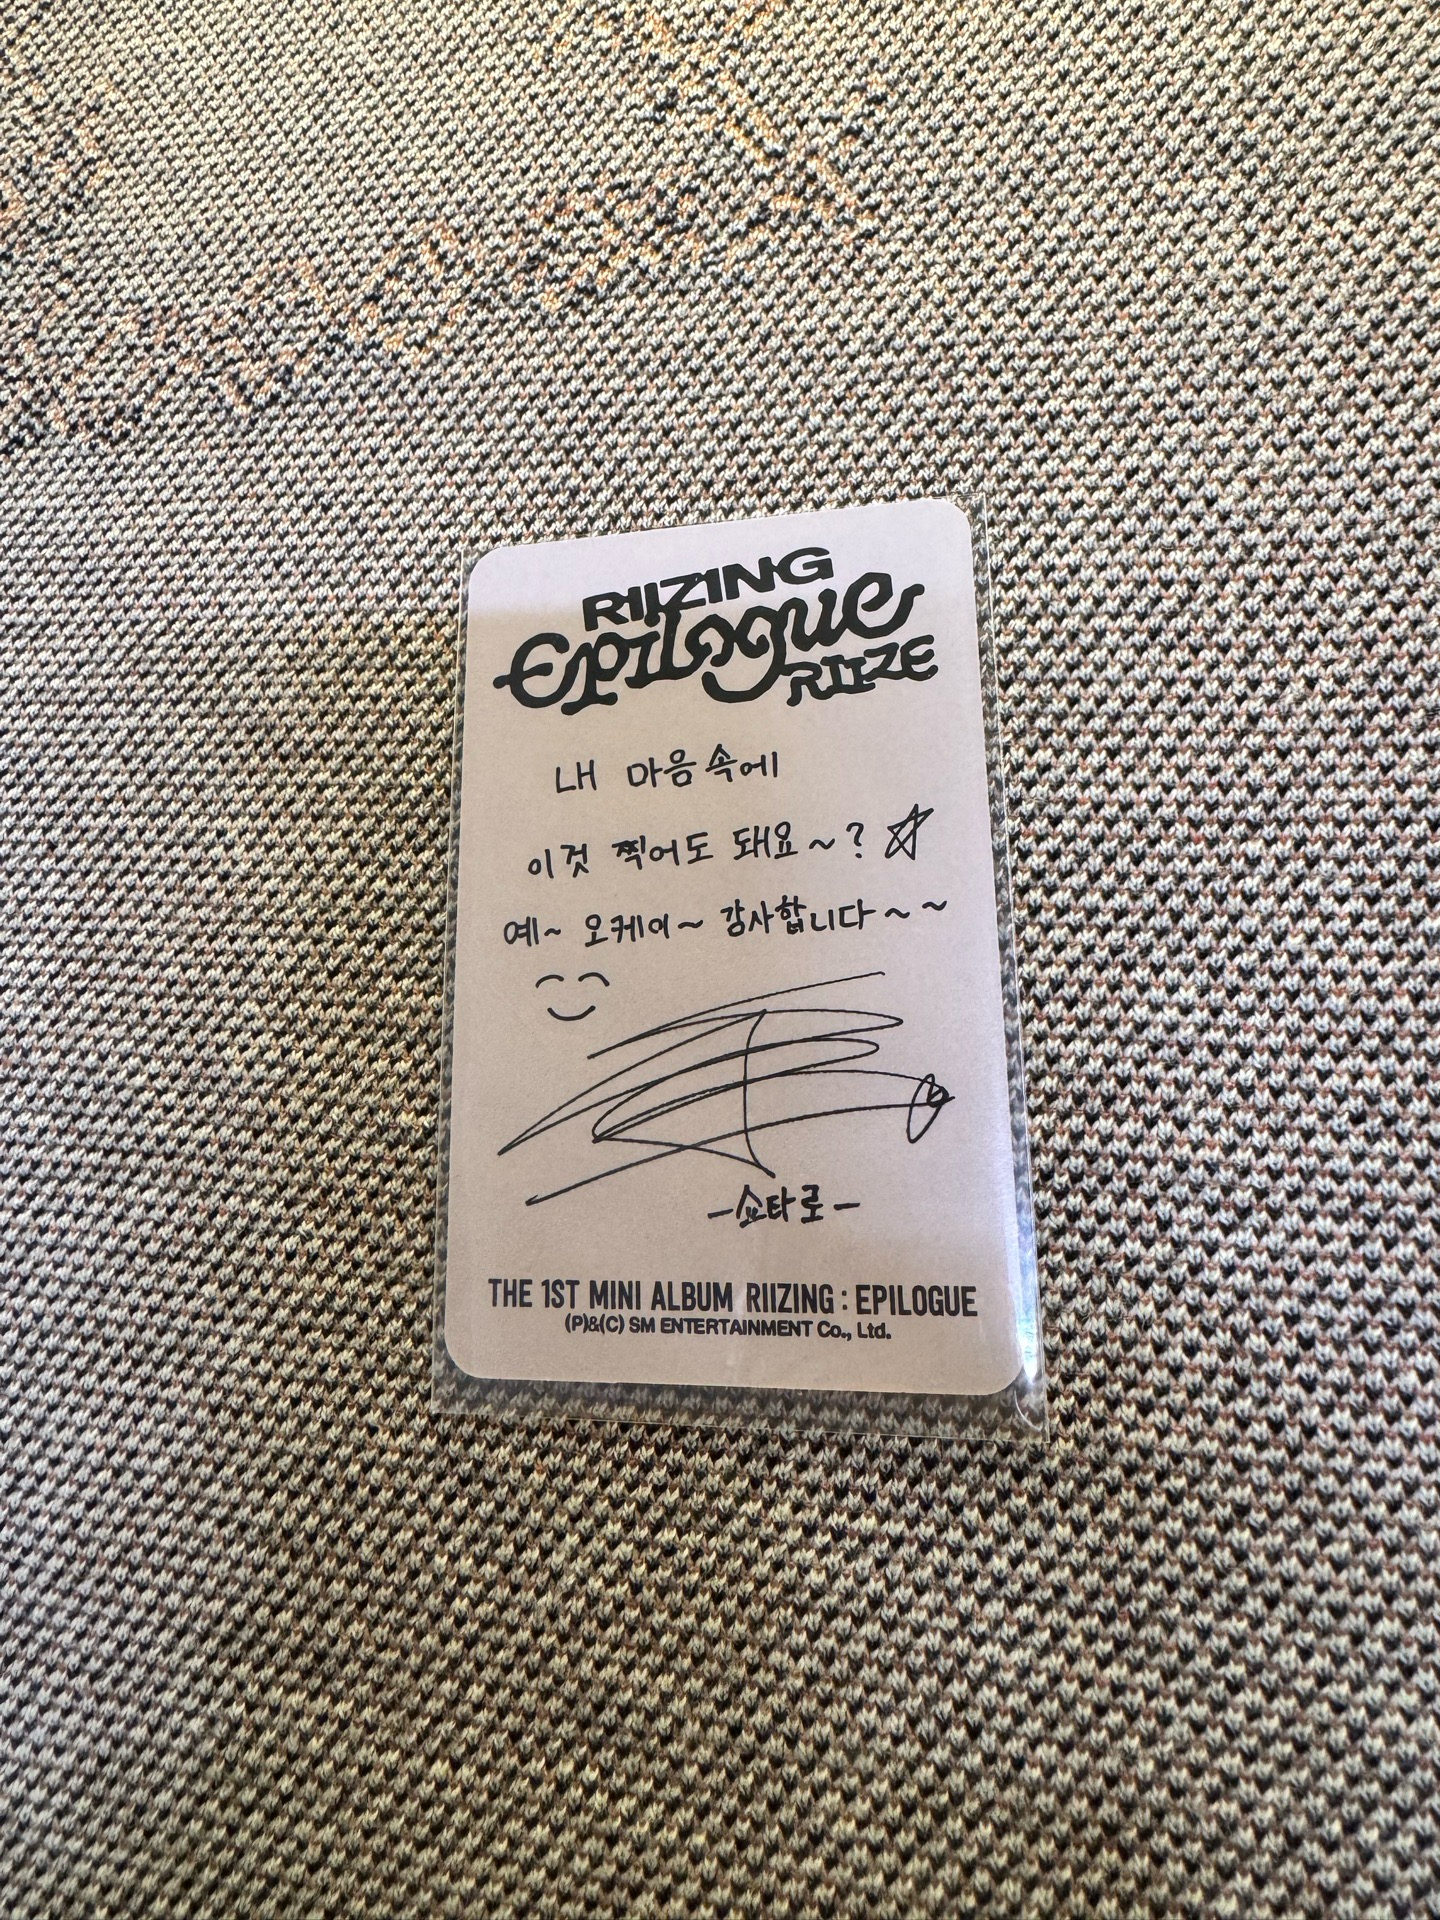 RIIZING
Epilogue
RIIZE
내 마음속에
이것 찍어도 돼요~? ☆
예~ 오케이~ 감사합니다~~
-쇼타로-
THE 1ST MINI ALBUM RIIZING : EPILOGUE
(P)&(C) SM ENTERTAINMENT Co., Ltd.